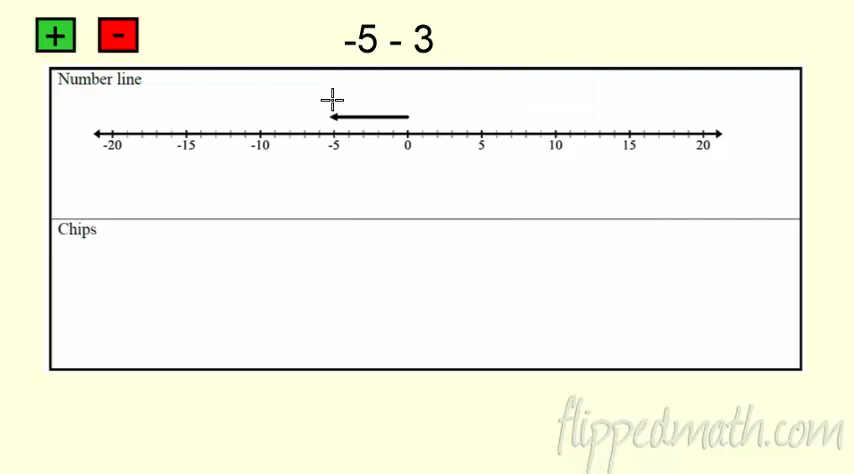 + - -5 - 3
Number line
-20 -15 -10 -5 0 5 10 15 20
Chips
flippedmath.com